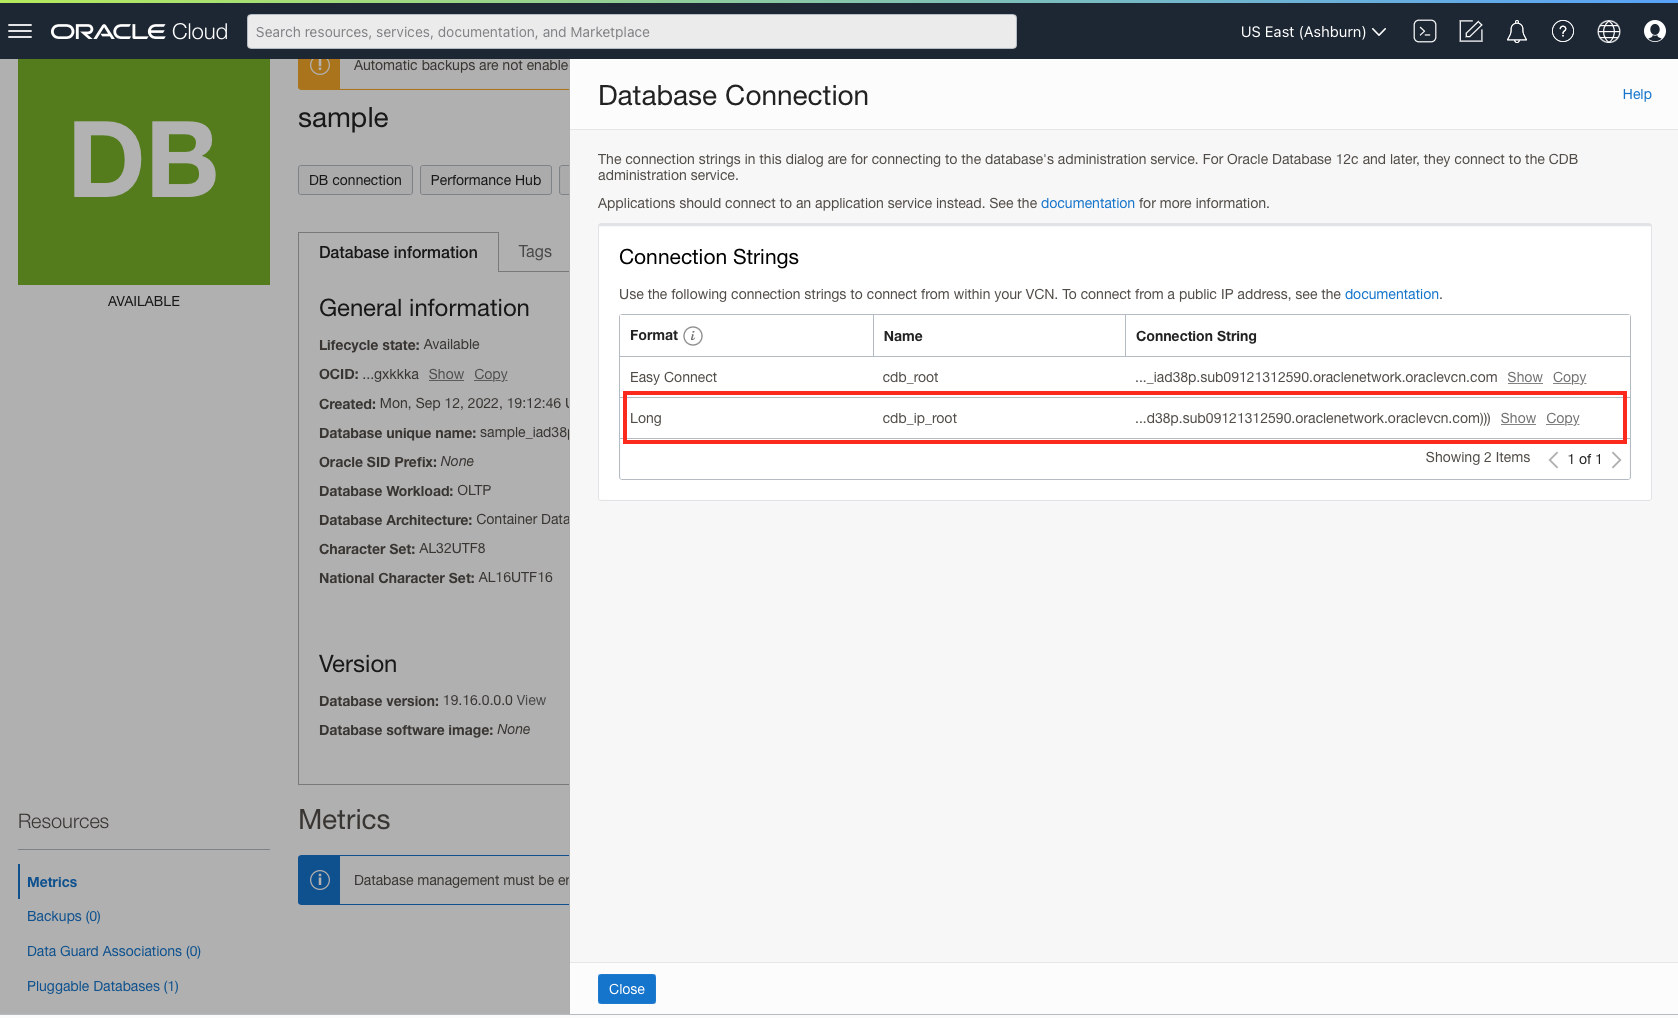 ORACLE Cloud
Search resources, services, documentation, and Marketplace
US East (Ashburn)
DB
AVAILABLE
Automatic backups are not enable
sample
DB connection
Performance Hub
Database information
Tags
General information
Lifecycle state: Available
OCID: ...gxkkka Show Copy
Created: Mon, Sep 12, 2022, 19:12:46
Database unique name: sample_iad38
Oracle SID Prefix: None
Database Workload: OLTP
Database Architecture: Container Data
Character Set: AL32UTF8
National Character Set: AL16UTF16
Version
Database version: 19.16.0.0.0 View
Database software image: None
Resources
Metrics
Backups (0)
Data Guard Associations (0)
Pluggable Databases (1)
Metrics
Database management must be
Database Connection
Help
The connection strings in this dialog are for connecting to the database's administration service. For Oracle Database 12c and later, they connect to the CDB
administration service.
Applications should connect to an application service instead. See the documentation for more information.
Connection Strings
Use the following connection strings to connect from within your VCN. To connect from a public IP address, see the documentation.
Format Name Connection String
Easy Connect cdb_root ..._iad38p.sub09121312590.oraclenetwork.oraclevcn.com Show Copy
Long cdb_ip_root ...d38p.sub09121312590.oraclenetwork.oraclevcn.com))) Show Copy
Showing 2 Items 1 of 1
Close